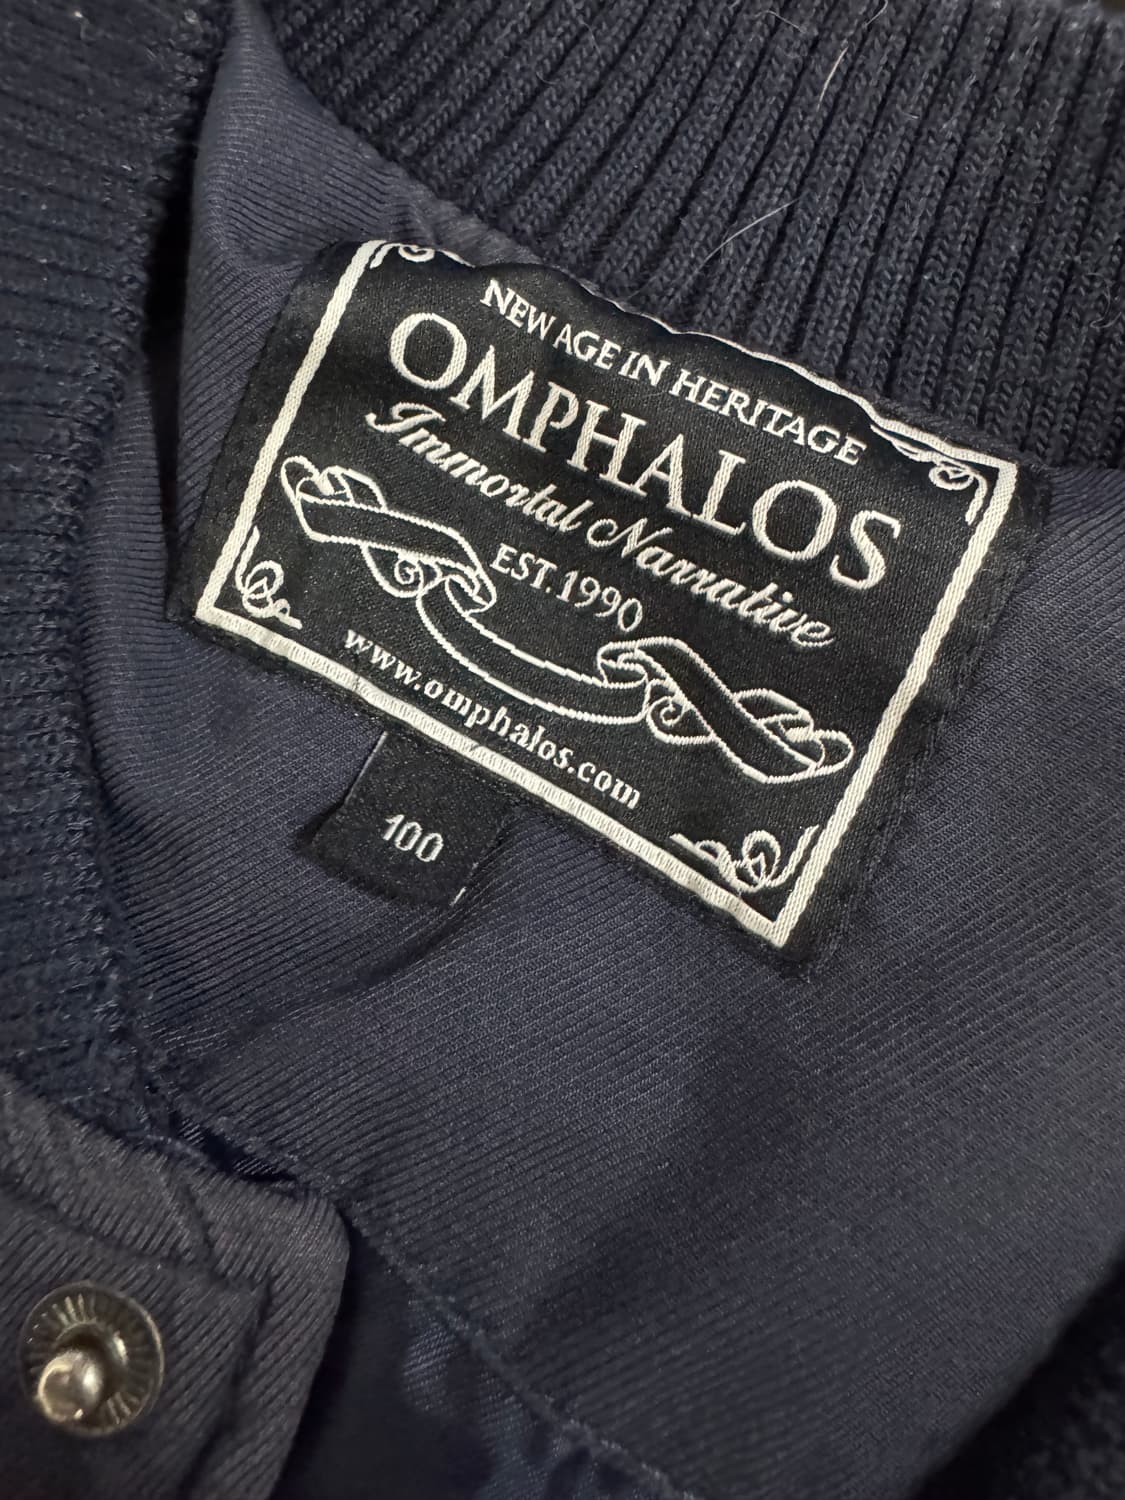 NEW AGE IN HERITAGE
OMPHALOS
Immortal Narrative
EST.1990
www.omphalos.com
100